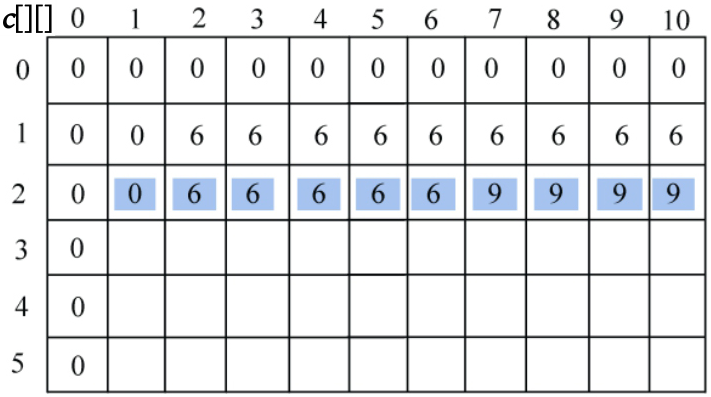 c[][] 0 1 2 3 4 5 6 7 8 9 10
0 0 0 0 0 0 0 0 0 0 0 0
1 0 0 6 6 6 6 6 6 6 6 6
2 0 0 6 6 6 6 6 9 9 9 9
3 0
4 0
5 0